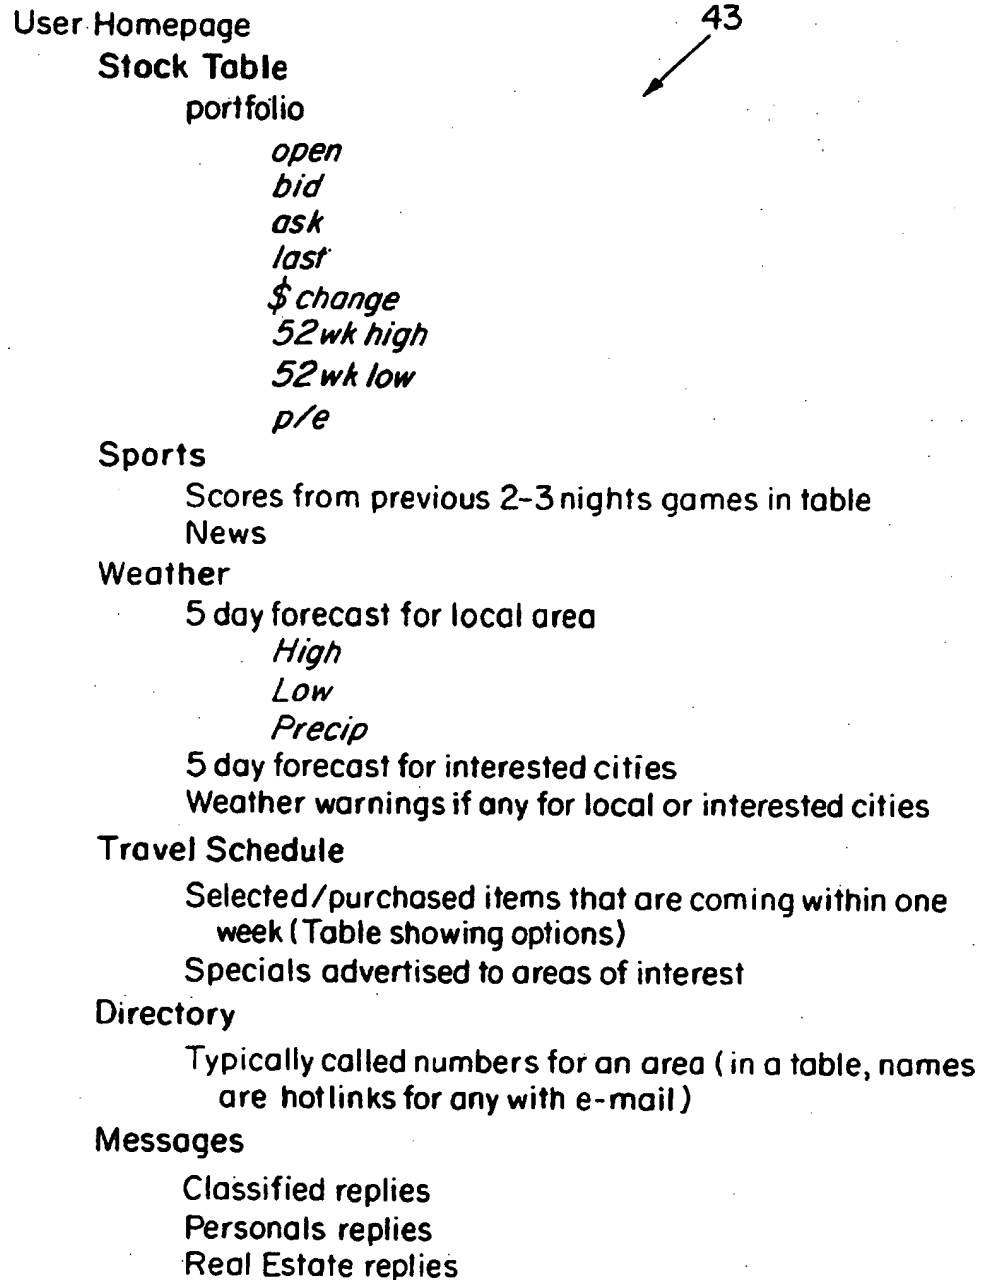 User Homepage
43
Stock Table
portfolio
open
bid
ask
last
$ change
52 wk high
52 wk low
p/e
Sports
Scores from previous 2-3 nights games in table
News
Weather
5 day forecast for local area
High
Low
Precip
5 day forecast for interested cities
Weather warnings if any for local or interested cities
Travel Schedule
Selected/purchased items that are coming within one
week (Table showing options)
Specials advertised to areas of interest
Directory
Typically called numbers for an area (in a table, names
are hotlinks for any with e-mail)
Messages
Classified replies
Personals replies
Real Estate replies